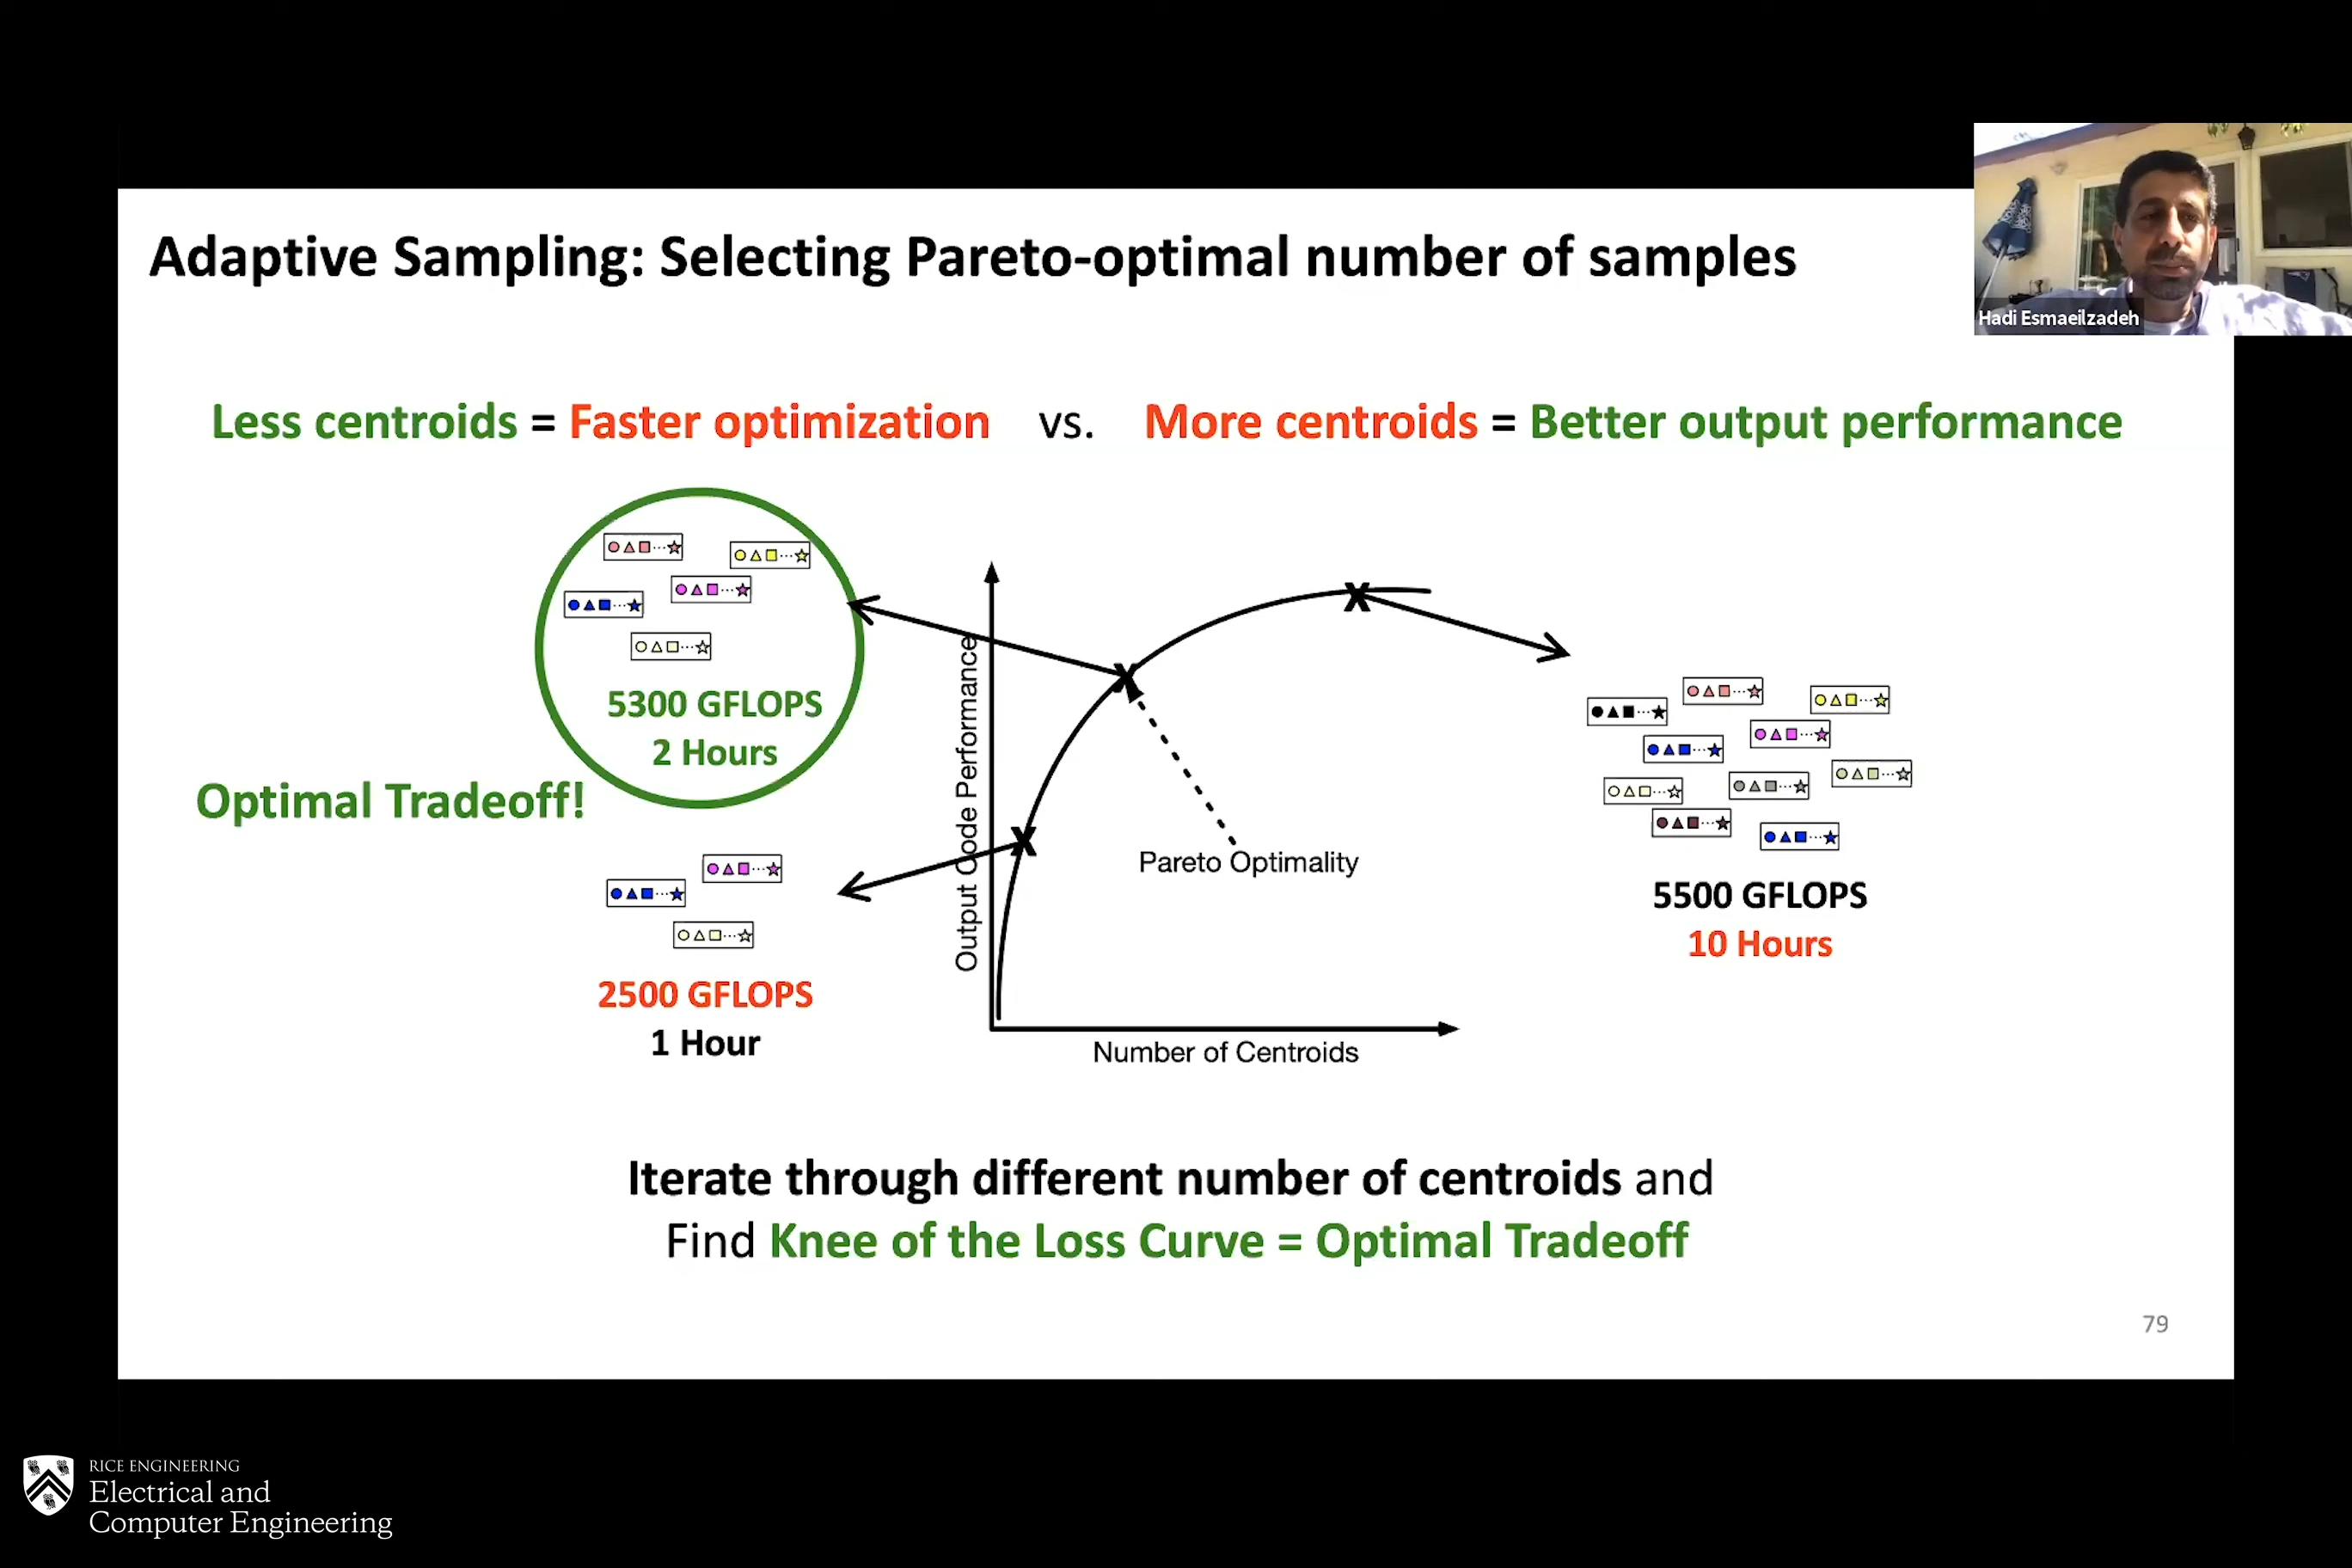 Adaptive Sampling: Selecting Pareto-optimal number of samples
Hadi Esmaeilzadeh
Less centroids = Faster optimization vs. More centroids = Better output performance
5300 GFLOPS
2 Hours
Optimal Tradeoff!
2500 GFLOPS
1 Hour
Output Code Performance
Pareto Optimality
Number of Centroids
5500 GFLOPS
10 Hours
Iterate through different number of centroids and
Find Knee of the Loss Curve = Optimal Tradeoff
79
RICE ENGINEERING
Electrical and
Computer Engineering